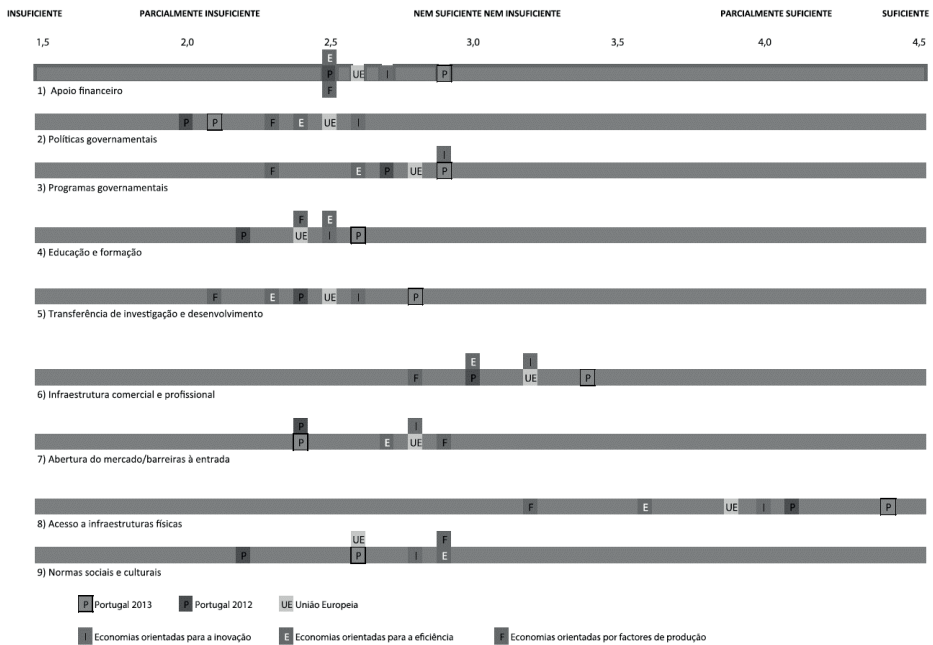 INSUFICIENTE PARCIALMENTE INSUFICIENTE NEM SUFICIENTE NEM INSUFICIENTE PARCIALMENTE SUFICIENTE SUFICIENTE
1,5 2,0 2,5 3,0 3,5 4,0 4,5
E
P UE I P
F
1) Apoio financeiro
P P F E UE I
2) Políticas governamentais
I
F E P UE P
3) Programas governamentais
F E
P UE I P
4) Educação e formação
F E P UE I P
5) Transferência de investigação e desenvolvimento
E I
F P UE P
6) Infraestrutura comercial e profissional
P I
P E UE F
7) Abertura do mercado/barreiras à entrada
F E UE I P P
8) Acesso a infraestruturas físicas
UE F
P P I E
9) Normas sociais e culturais
P Portugal 2013 P Portugal 2012 UE União Europeia
I Economias orientadas para a inovação E Economias orientadas para a eficiência F Economias orientadas por factores de produção